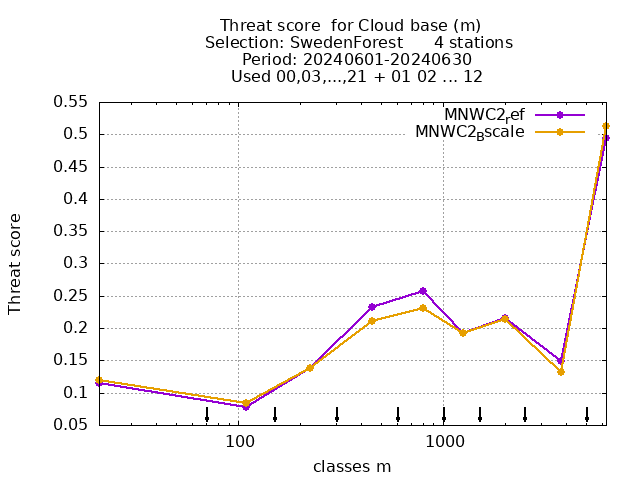 Threat score  for Cloud base (m)
Selection: SwedenForest      4 stations
Period: 20240601-20240630
Used 00,03,...,21 + 01 02 ... 12
MNWC2ref
MNWC2Bscale
0.55
0.5
0.45
0.4
0.35
0.3
0.25
0.2
0.15
0.1
0.05
Threat score
100
1000
classes m